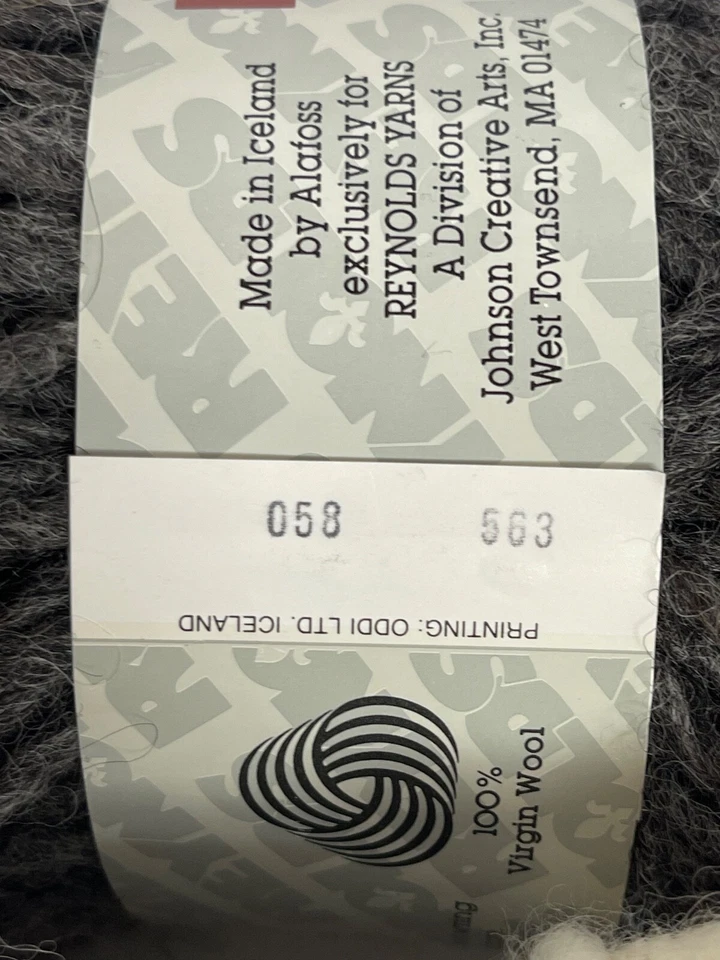 Made in Iceland
by Alafoss
exclusively for
REYNOLDS YARNS
A Division of
Johnson Creative Arts, Inc.
West Townsend, MA 01474
058
563
PRINTING: ODDI LTD. ICELAND
100%
Virgin Wool